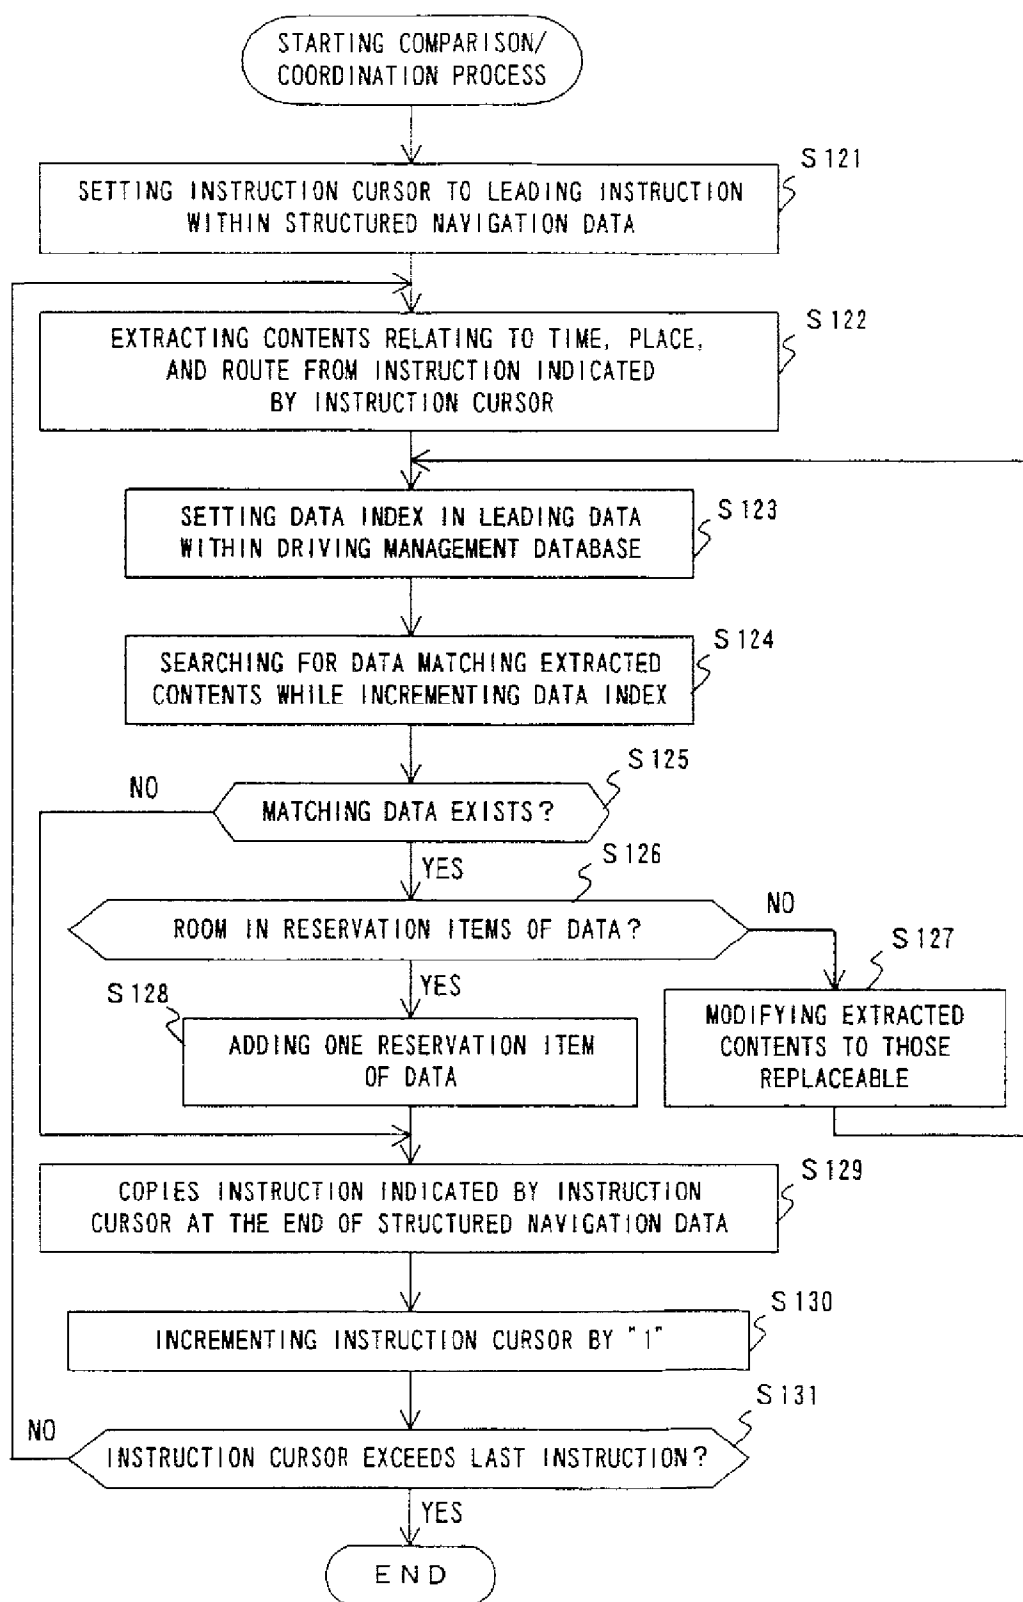 STARTING COMPARISON/
COORDINATION PROCESS
S121
SETTING INSTRUCTION CURSOR TO LEADING INSTRUCTION
WITHIN STRUCTURED NAVIGATION DATA
S122
EXTRACTING CONTENTS RELATING TO TIME, PLACE,
AND ROUTE FROM INSTRUCTION INDICATED
BY INSTRUCTION CURSOR
S123
SETTING DATA INDEX IN LEADING DATA
WITHIN DRIVING MANAGEMENT DATABASE
S124
SEARCHING FOR DATA MATCHING EXTRACTED
CONTENTS WHILE INCREMENTING DATA INDEX
S125
NO
MATCHING DATA EXISTS?
YES
S126
NO
ROOM IN RESERVATION ITEMS OF DATA?
S127
YES
S128
MODIFYING EXTRACTED
CONTENTS TO THOSE
REPLACEABLE
ADDING ONE RESERVATION ITEM
OF DATA
S129
COPIES INSTRUCTION INDICATED BY INSTRUCTION
CURSOR AT THE END OF STRUCTURED NAVIGATION DATA
S130
INCREMENTING INSTRUCTION CURSOR BY "1"
S131
NO
INSTRUCTION CURSOR EXCEEDS LAST INSTRUCTION?
YES
END